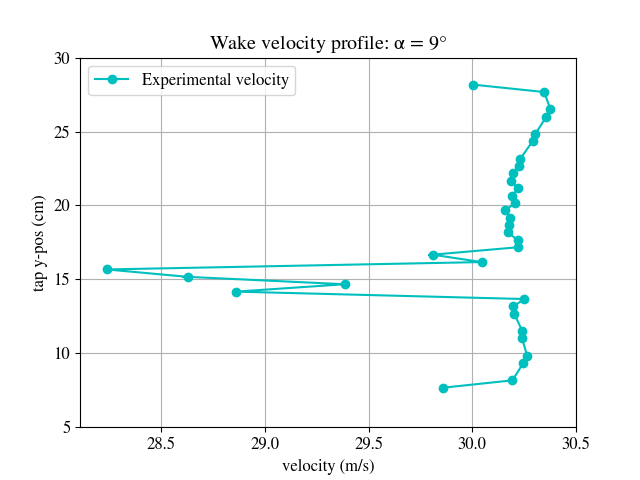 Wake velocity profile: α = 9°
Experimental velocity
30
25
20
15
10
5
tap y-pos (cm)
28.5 29.0 29.5 30.0 30.5
velocity (m/s)